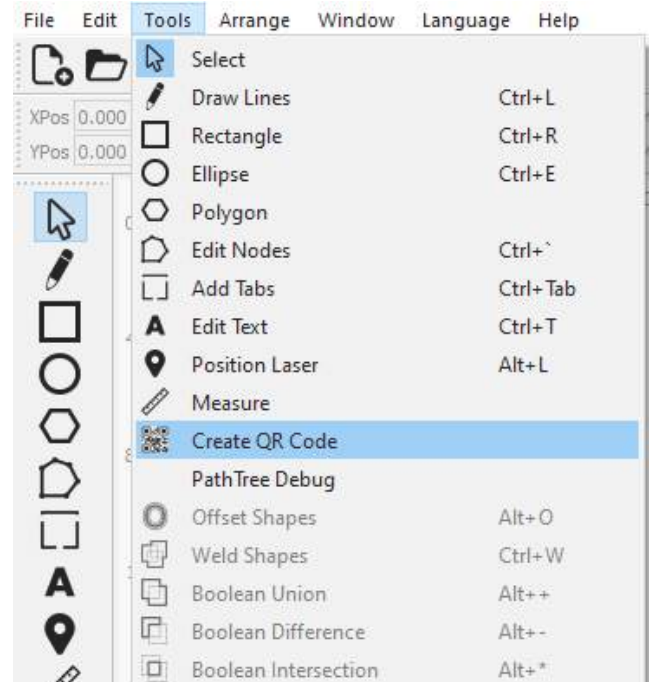 File Edit Tools Arrange Window Language Help
Select
XPos 0.000
YPos 0.000
Draw Lines Ctrl+L
Rectangle Ctrl+R
Ellipse Ctrl+E
Polygon
Edit Nodes Ctrl+`
Add Tabs Ctrl+Tab
Edit Text Ctrl+T
Position Laser Alt+L
Measure
Create QR Code
PathTree Debug
Offset Shapes Alt+O
Weld Shapes Ctrl+W
Boolean Union Alt++
Boolean Difference Alt+-
Boolean Intersection Alt+*